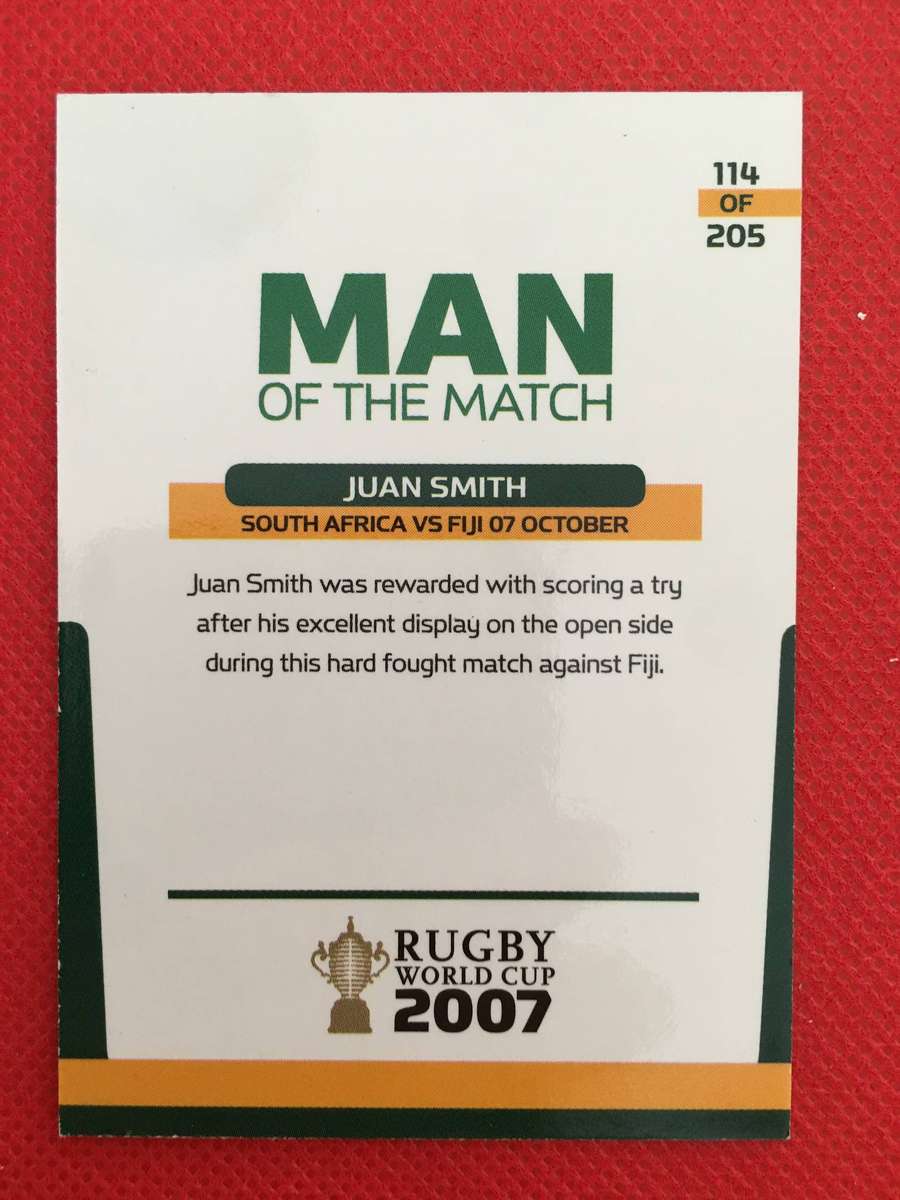 114
OF
205
MAN
OF THE MATCH
JUAN SMITH
SOUTH AFRICA VS FIJI 07 OCTOBER
Juan Smith was rewarded with scoring a try
after his excellent display on the open side
during this hard fought match against Fiji.
RUGBY
WORLD CUP
2007